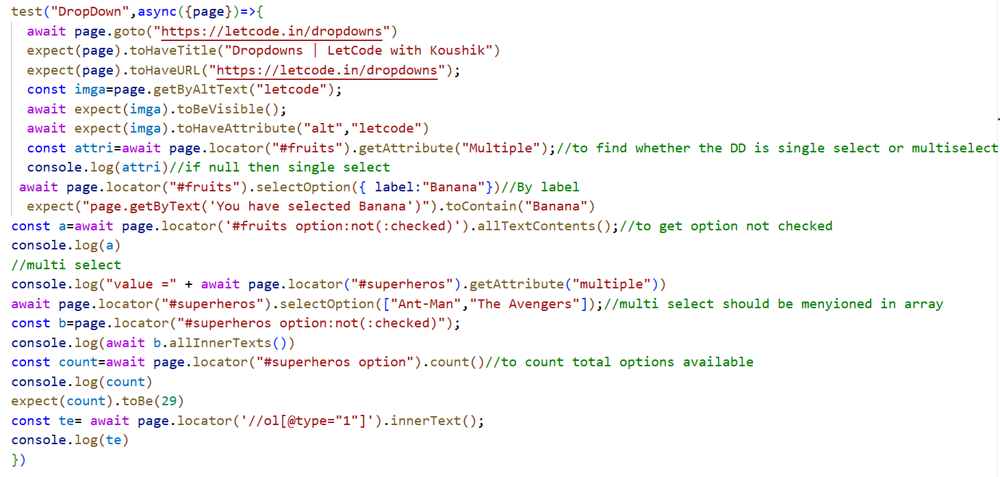 test("DropDown",async({page})=>{
await page.goto("https://letcode.in/dropdowns")
expect(page).toHaveTitle("Dropdowns | LetCode with Koushik")
expect(page).toHaveURL("https://letcode.in/dropdowns");
const imga=page.getByAltText("letcode");
await expect(imga).toBeVisible();
await expect(imga).toHaveAttribute("alt","letcode")
const attri=await page.locator("#fruits").getAttribute("Multiple");//to find whether the DD is single select or multiselect
console.log(attri)//if null then single select
await page.locator("#fruits").selectOption({ label:"Banana"})//By label
expect("page.getByText('You have selected Banana')").toContain("Banana")
const a=await page.locator('#fruits option:not(:checked)').allTextContents();//to get option not checked
console.log(a)
//multi select
console.log("value =" + await page.locator("#superheros").getAttribute("multiple"))
await page.locator("#superheros").selectOption(["Ant-Man","The Avengers"]);//multi select should be menyioned in array
const b=page.locator("#superheros option:not(:checked)");
console.log(await b.allInnerTexts())
const count=await page.locator("#superheros option").count()//to count total options available
console.log(count)
expect(count).toBe(29)
const te= await page.locator('//ol[@type="1"]').innerText();
console.log(te)
})